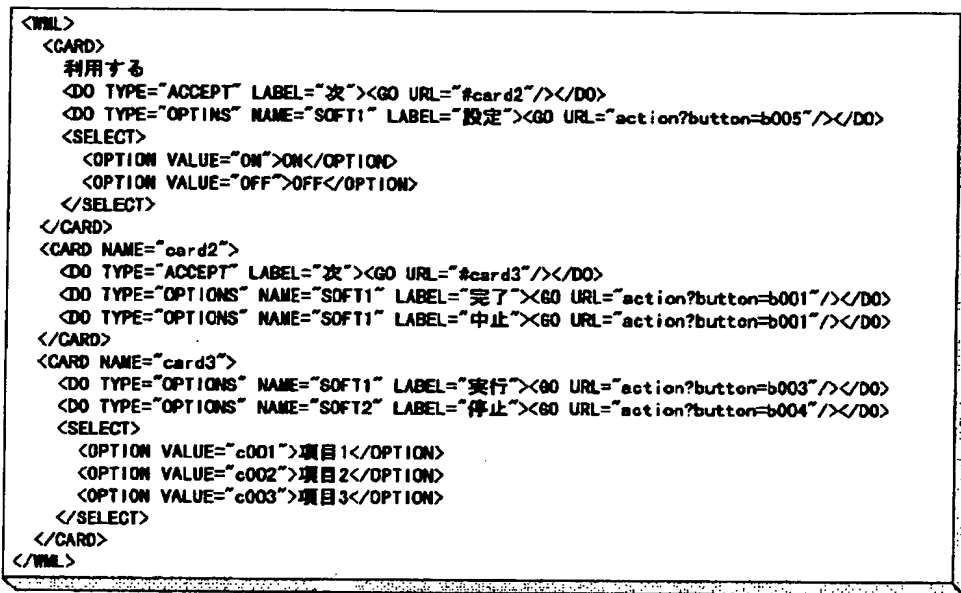 <WML>
<CARD>
利用する
<DO TYPE="ACCEPT" LABEL="次"><GO URL="#card2"/></DO>
<DO TYPE="OPTINS" NAME="SOFT1" LABEL="設定"><GO URL="action?button=b005"/></DO>
<SELECT>
<OPTION VALUE="ON">ON</OPTION>
<OPTION VALUE="OFF">OFF</OPTION>
</SELECT>
</CARD>
<CARD NAME="card2">
<DO TYPE="ACCEPT" LABEL="次"><GO URL="#card3"/></DO>
<DO TYPE="OPTIONS" NAME="SOFT1" LABEL="完了"><GO URL="action?button=b001"/></DO>
<DO TYPE="OPTIONS" NAME="SOFT1" LABEL="中止"><GO URL="action?button=b001"/></DO>
</CARD>
<CARD NAME="card3">
<DO TYPE="OPTIONS" NAME="SOFT1" LABEL="実行"><GO URL="action?button=b003"/></DO>
<DO TYPE="OPTIONS" NAME="SOFT2" LABEL="停止"><GO URL="action?button=b004"/></DO>
<SELECT>
<OPTION VALUE="c001">項目1</OPTION>
<OPTION VALUE="c002">項目2</OPTION>
<OPTION VALUE="c003">項目3</OPTION>
</SELECT>
</CARD>
</WML>